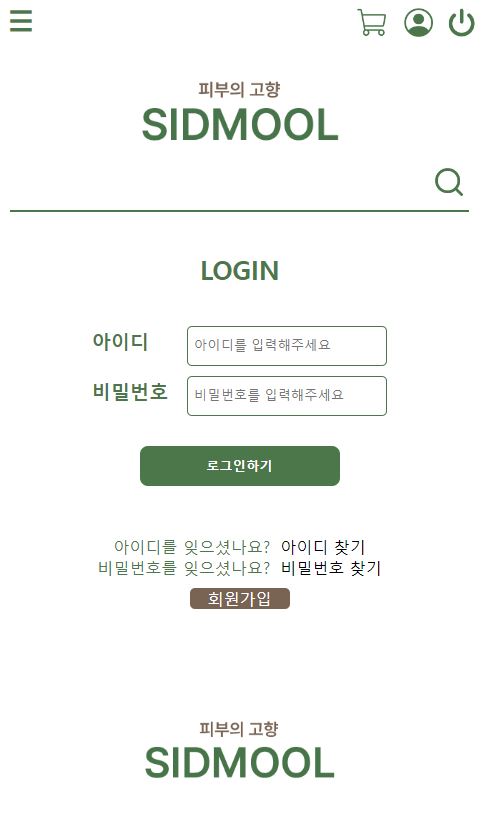 피부의 고향
SIDMOOL
LOGIN
아이디 아이디를 입력해주세요
비밀번호 비밀번호를 입력해주세요
로그인하기
아이디를 잊으셨나요? 아이디 찾기
비밀번호를 잊으셨나요? 비밀번호 찾기
회원가입
피부의 고향
SIDMOOL